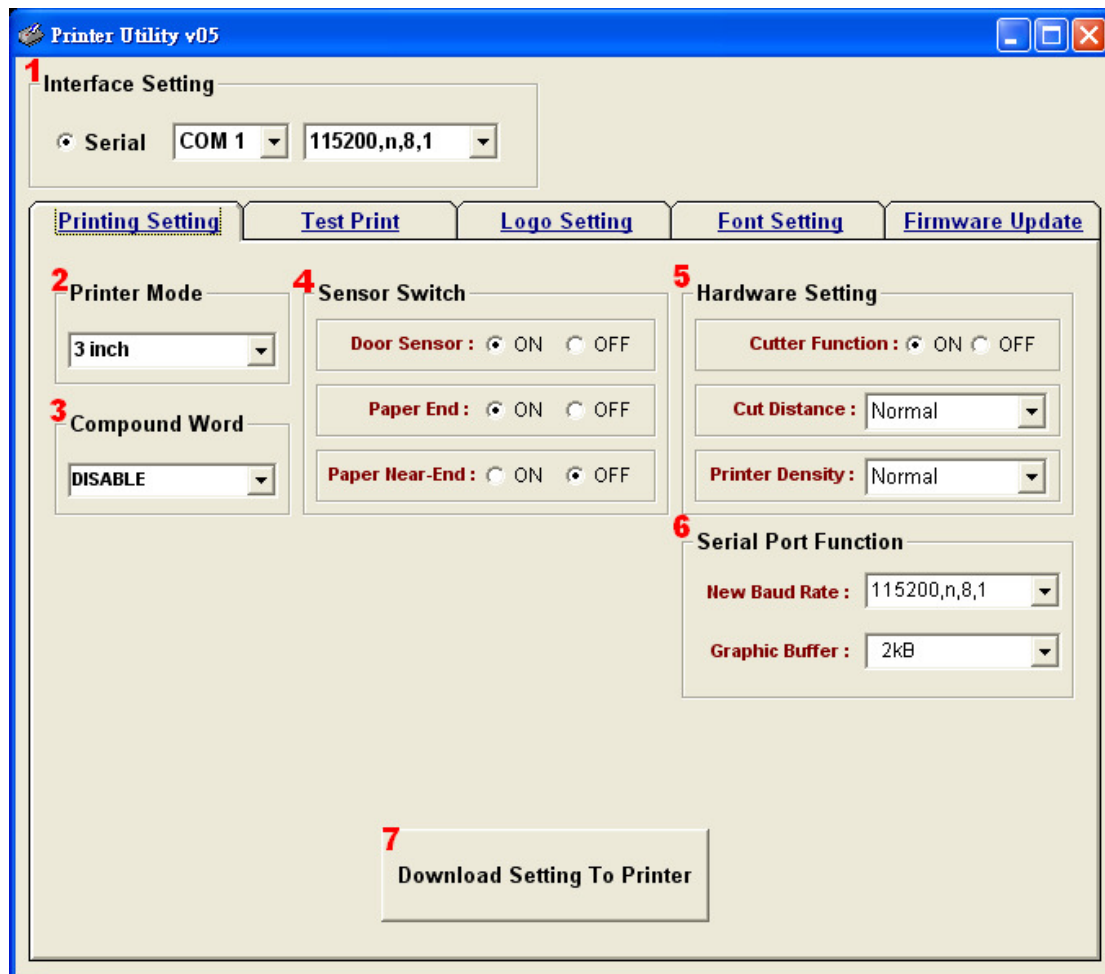 Printer Utility v05
1
Interface Setting
Serial COM 1 115200,n,8,1
Printing Setting Test Print Logo Setting Font Setting Firmware Update
2
Printer Mode
3 inch
3
Compound Word
DISABLE
4
Sensor Switch
Door Sensor : ON OFF
Paper End : ON OFF
Paper Near-End : ON OFF
5
Hardware Setting
Cutter Function : ON OFF
Cut Distance : Normal
Printer Density : Normal
6
Serial Port Function
New Baud Rate : 115200,n,8,1
Graphic Buffer : 2kB
7
Download Setting To Printer